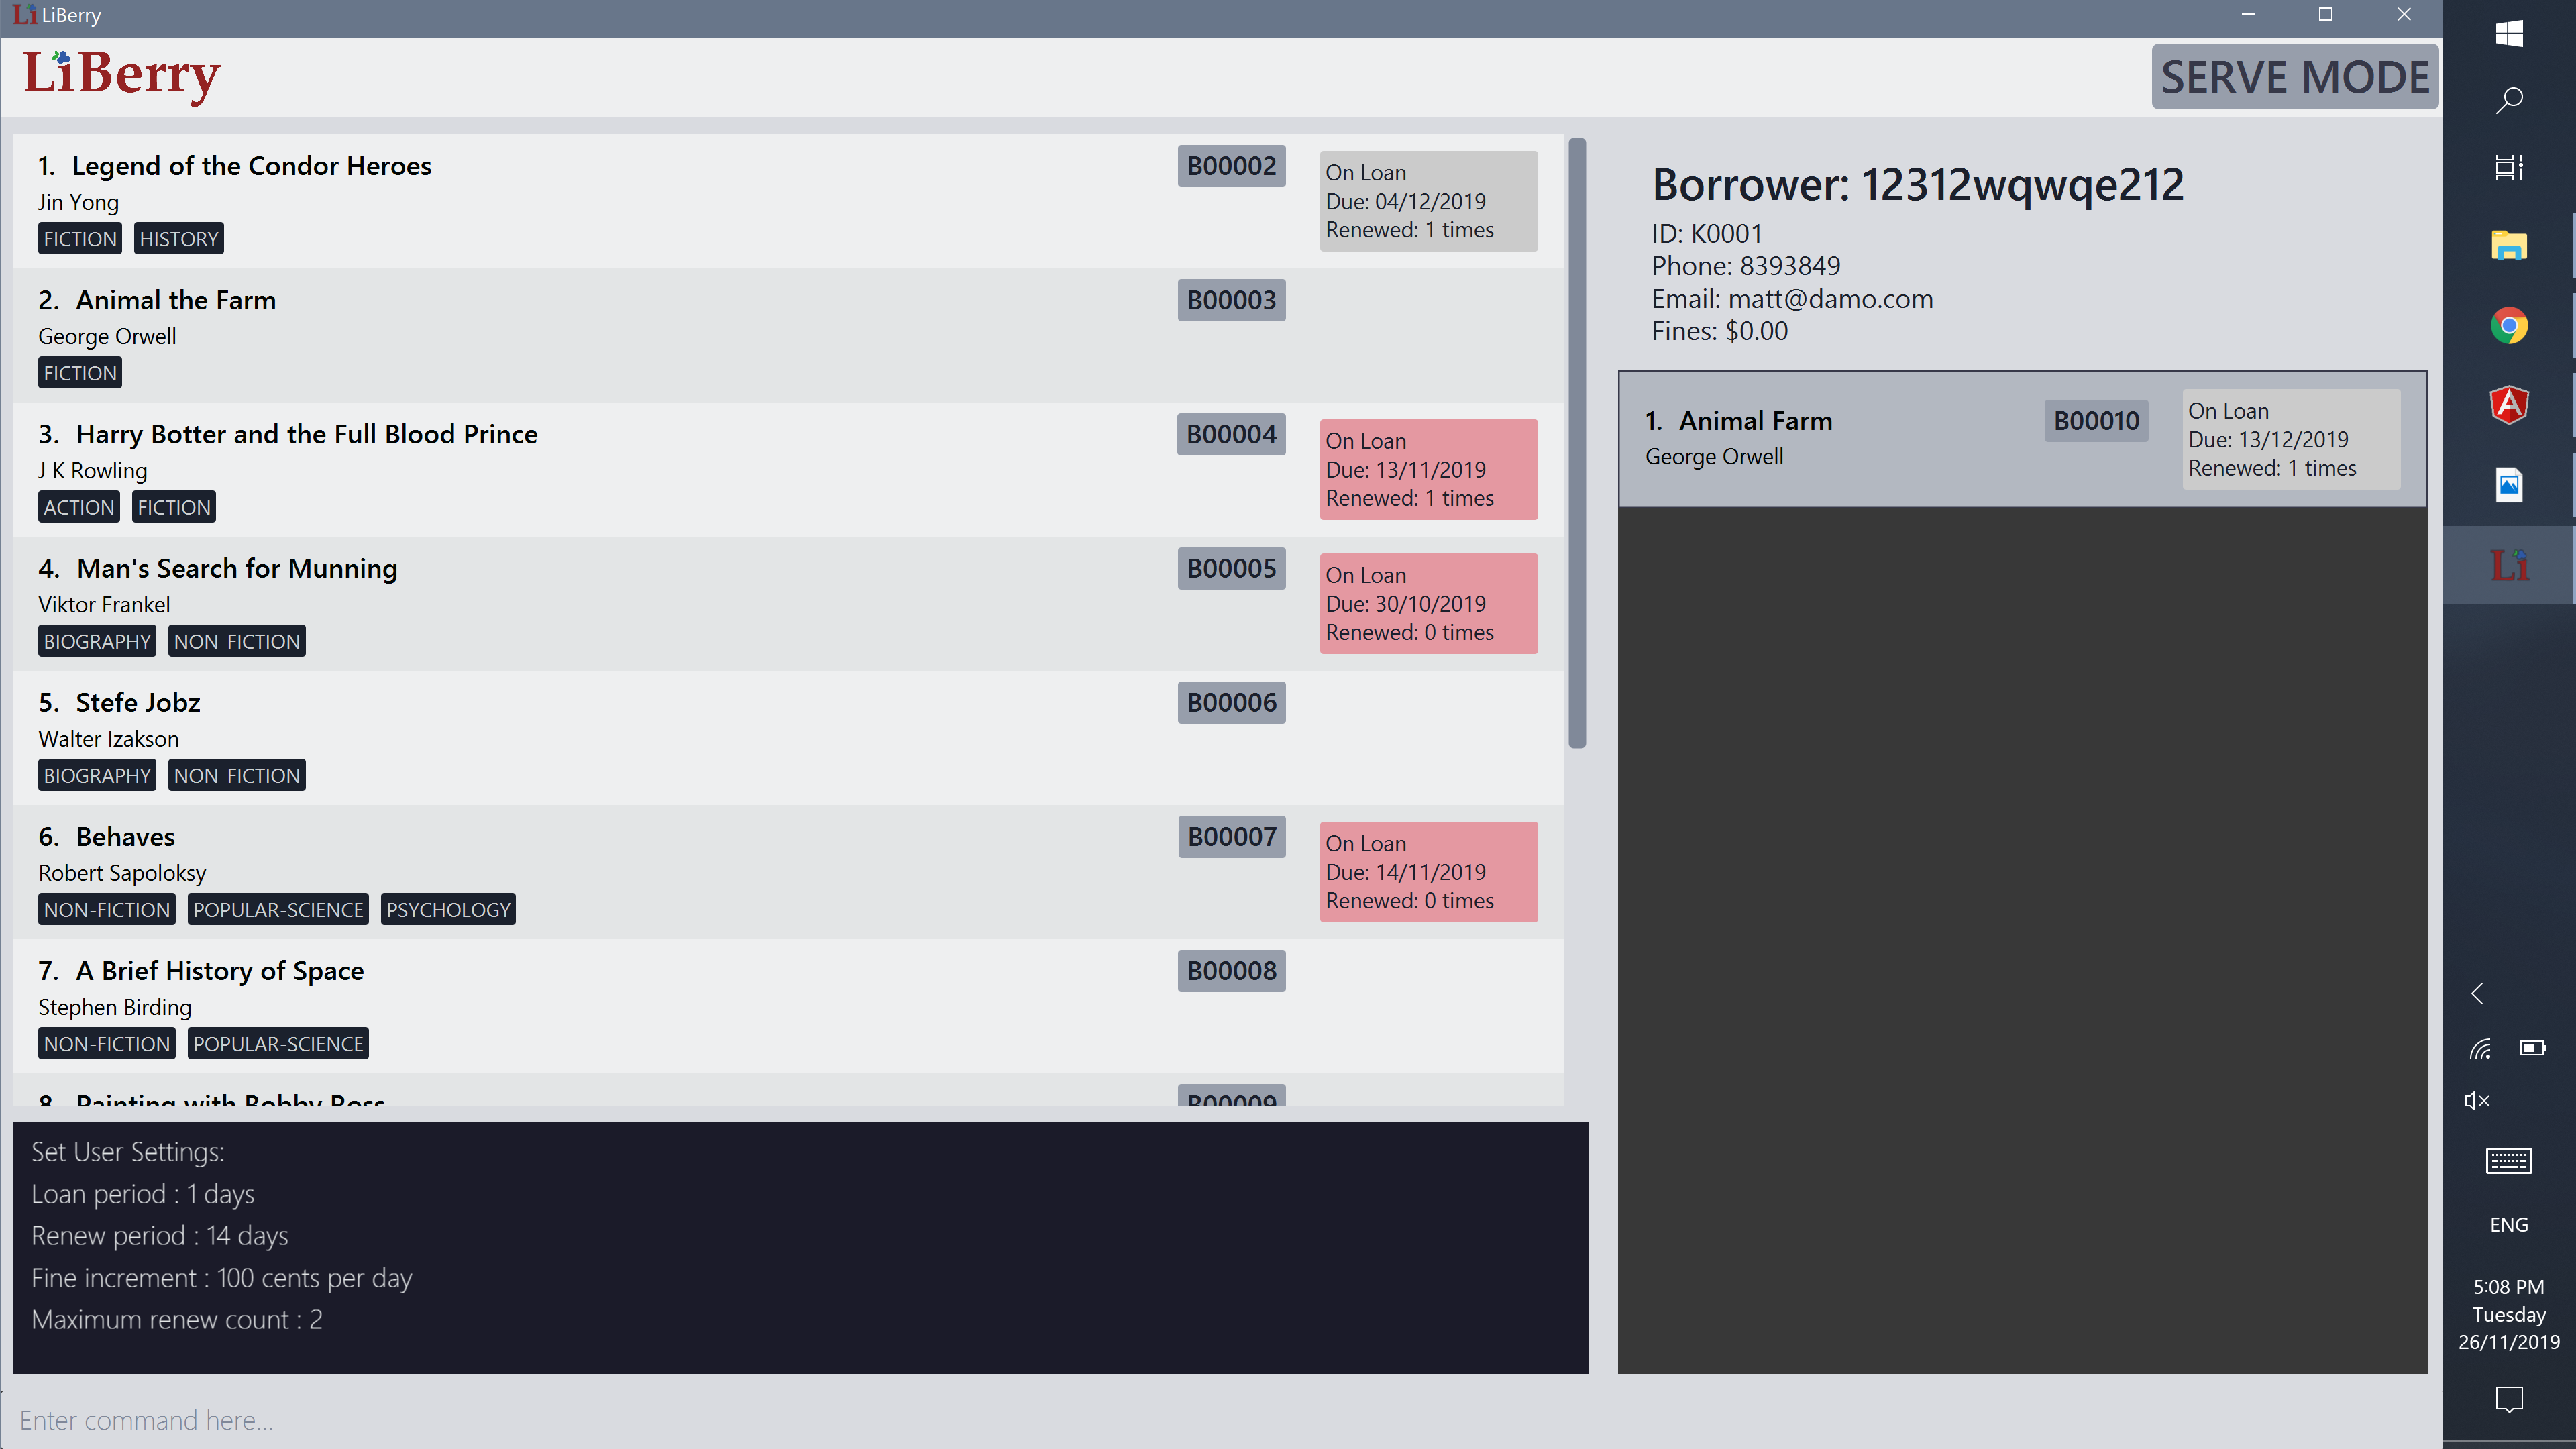 LiBerry
LiBerry
SERVE MODE
1. Legend of the Condor Heroes
B00002
Jin Yong
FICTION HISTORY
On Loan
Due: 04/12/2019
Renewed: 1 times
2. Animal the Farm
B00003
George Orwell
FICTION
3. Harry Botter and the Full Blood Prince
B00004
J K Rowling
ACTION FICTION
On Loan
Due: 13/11/2019
Renewed: 1 times
4. Man's Search for Munning
B00005
Viktor Frankel
BIOGRAPHY NON-FICTION
On Loan
Due: 30/10/2019
Renewed: 0 times
5. Stefe Jobz
B00006
Walter Izakson
BIOGRAPHY NON-FICTION
6. Behaves
B00007
Robert Sapoloksy
NON-FICTION POPULAR-SCIENCE PSYCHOLOGY
On Loan
Due: 14/11/2019
Renewed: 0 times
7. A Brief History of Space
B00008
Stephen Birding
NON-FICTION POPULAR-SCIENCE
8. Painting with Bobby Ross
B00009
Set User Settings:
Loan period : 1 days
Renew period : 14 days
Fine increment : 100 cents per day
Maximum renew count : 2
Enter command here...
Borrower: 12312wqwqe212
ID: K0001
Phone: 8393849
Email: matt@damo.com
Fines: $0.00
1. Animal Farm
B00010
George Orwell
On Loan
Due: 13/12/2019
Renewed: 1 times
Li
ENG
5:08 PM
Tuesday
26/11/2019